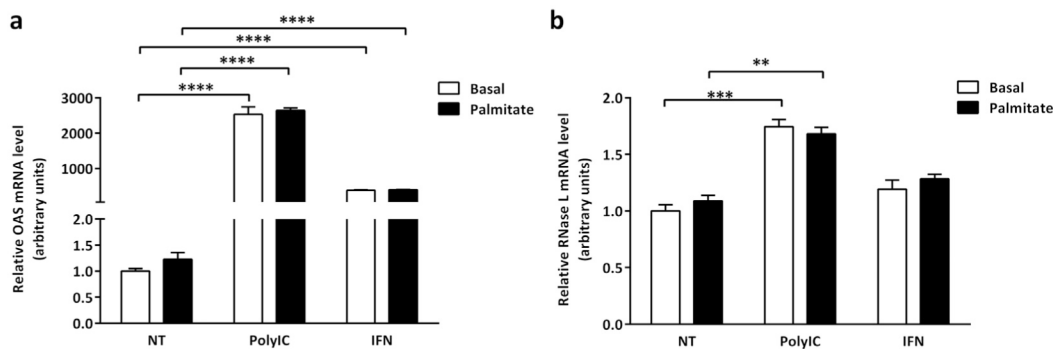 a
****
****
****
****
Basal
Palmitate
Relative OAS mRNA level
(arbitrary units)
3000
2000
1000
2.0
1.5
1.0
0.5
0.0
NT
PolyIC
IFN
b
**
***
Basal
Palmitate
Relative RNase L mRNA level
(arbitrary units)
2.0
1.5
1.0
0.5
0.0
NT
PolyIC
IFN